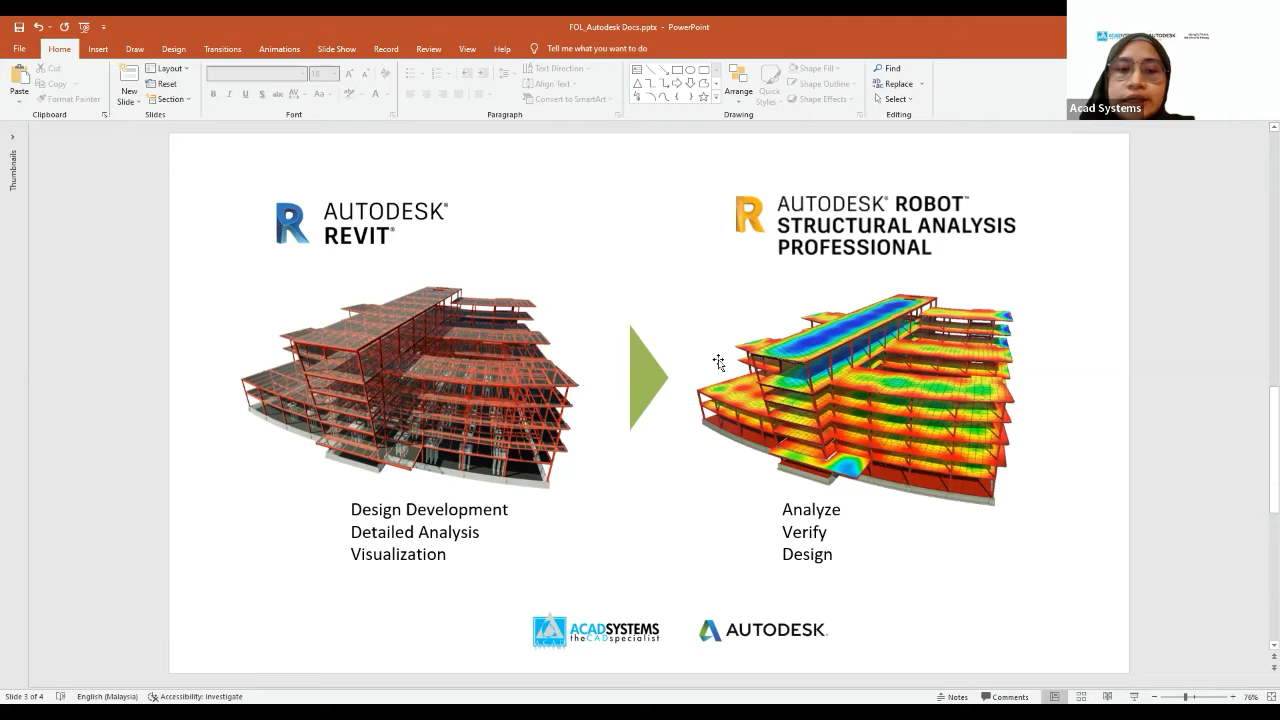 FOL_Autodesk Docs.pptx - PowerPoint
File Home Insert Draw Design Transitions Animations Slide Show Record Review View Help Tell me what you want to do
Paste
Cut
Copy
Format Painter
Clipboard
New
Slide
Layout
Reset
Section
Slides
18
Font
Text Direction
Align Text
Convert to SmartArt
Paragraph
Arrange
Quick
Styles
Shape Fill
Shape Outline
Shape Effects
Drawing
Find
Replace
Select
Editing
Acad Systems
Thumbnails
AUTODESK®
REVIT®
AUTODESK® ROBOT™
STRUCTURAL ANALYSIS
PROFESSIONAL
Design Development
Detailed Analysis
Visualization
Analyze
Verify
Design
ACAD
ACADSYSTEMS
theCADspecialist
AUTODESK.
Slide 3 of 4 English (Malaysia) Accessibility: Investigate Notes Comments 76%